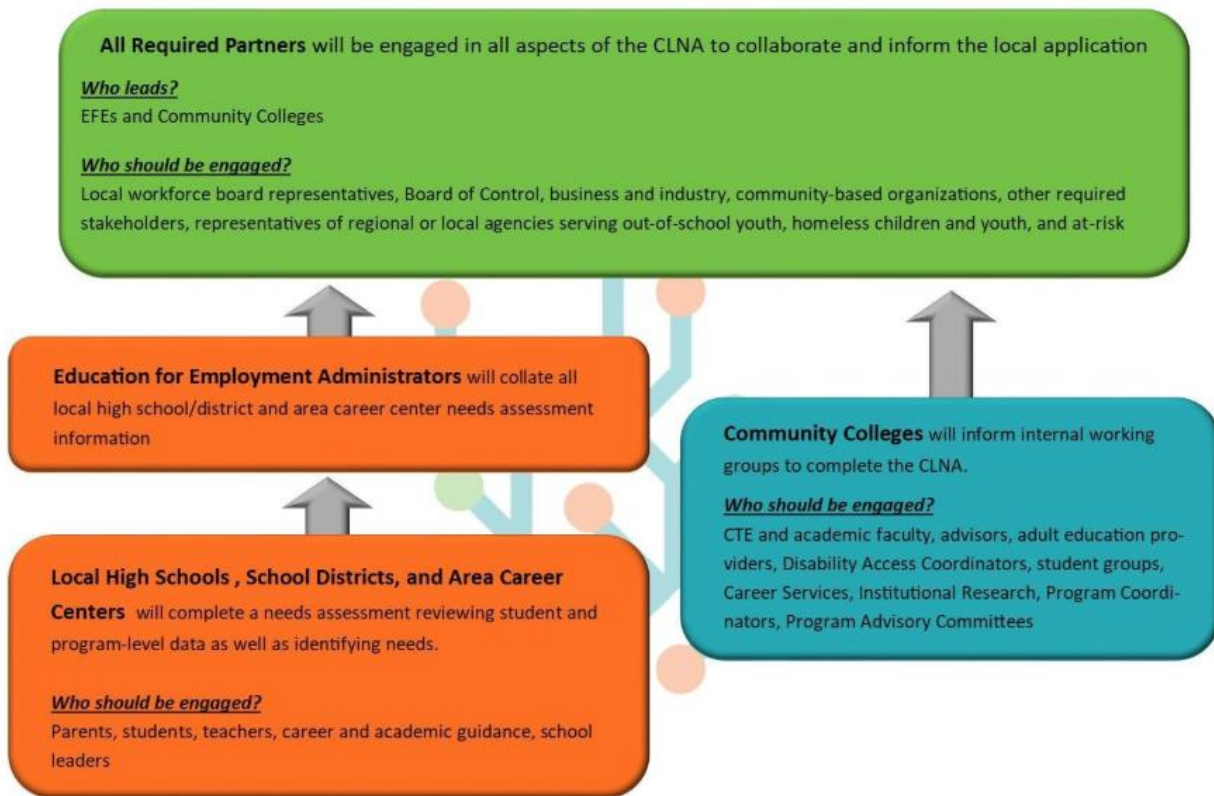 All Required Partners will be engaged in all aspects of the CLNA to collaborate and inform the local application
Who leads?
EFEs and Community Colleges
Who should be engaged?
Local workforce board representatives, Board of Control, business and industry, community-based organizations, other required
stakeholders, representatives of regional or local agencies serving out-of-school youth, homeless children and youth, and at-risk
Education for Employment Administrators will collate all
local high school/district and area career center needs assessment
information
Local High Schools , School Districts, and Area Career
Centers will complete a needs assessment reviewing student and
program-level data as well as identifying needs.
Who should be engaged?
Parents, students, teachers, career and academic guidance, school
leaders
Community Colleges will inform internal working
groups to complete the CLNA.
Who should be engaged?
CTE and academic faculty, advisors, adult education pro-
viders, Disability Access Coordinators, student groups,
Career Services, Institutional Research, Program Coordi-
nators, Program Advisory Committees